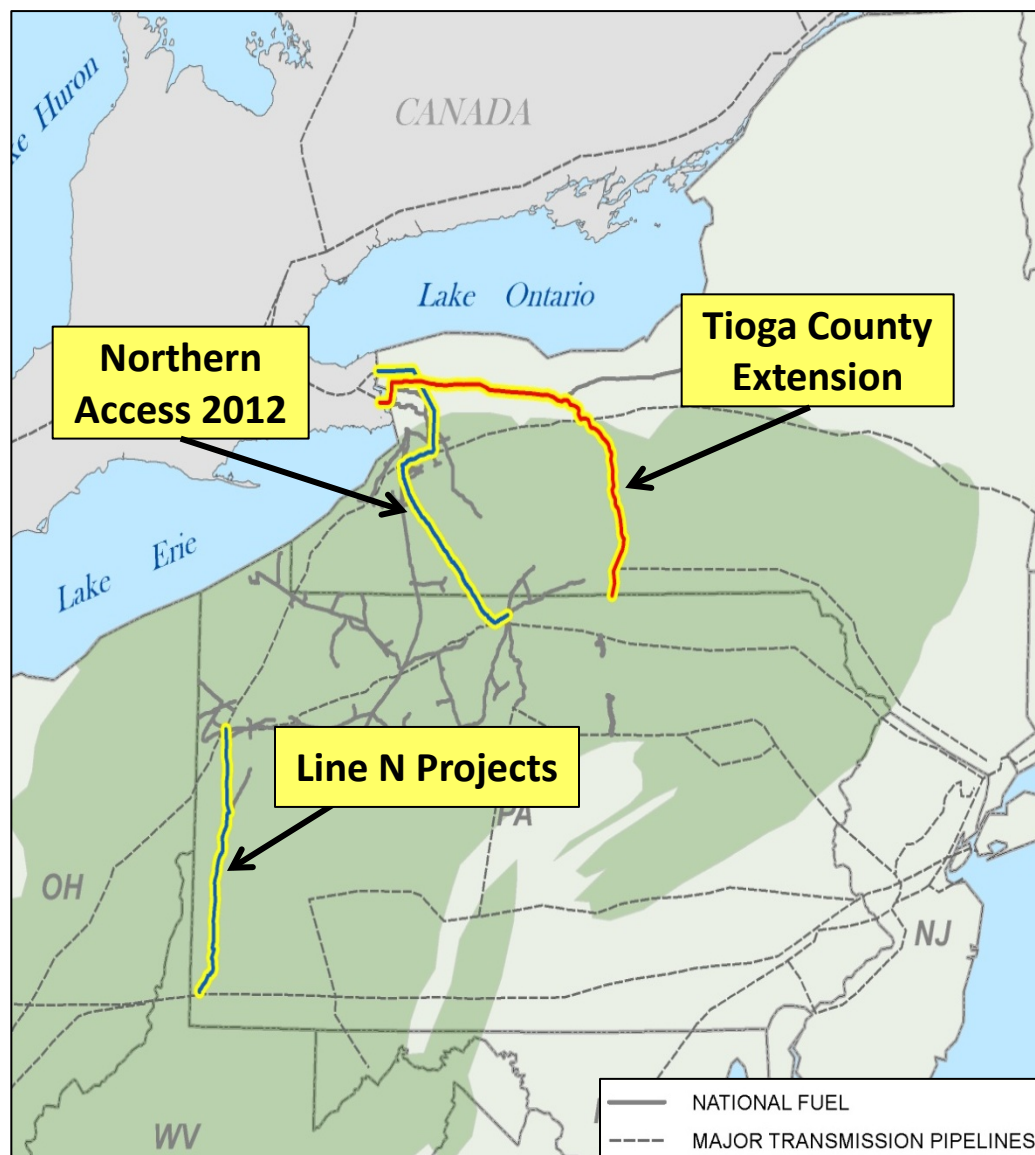 ke Huron
CANADA
Lake Ontario
Northern
Access 2012
Tioga County
Extension
Lake Erie
Line N Projects
PA
OH
NJ
WV
NATIONAL FUEL
MAJOR TRANSMISSION PIPELINES